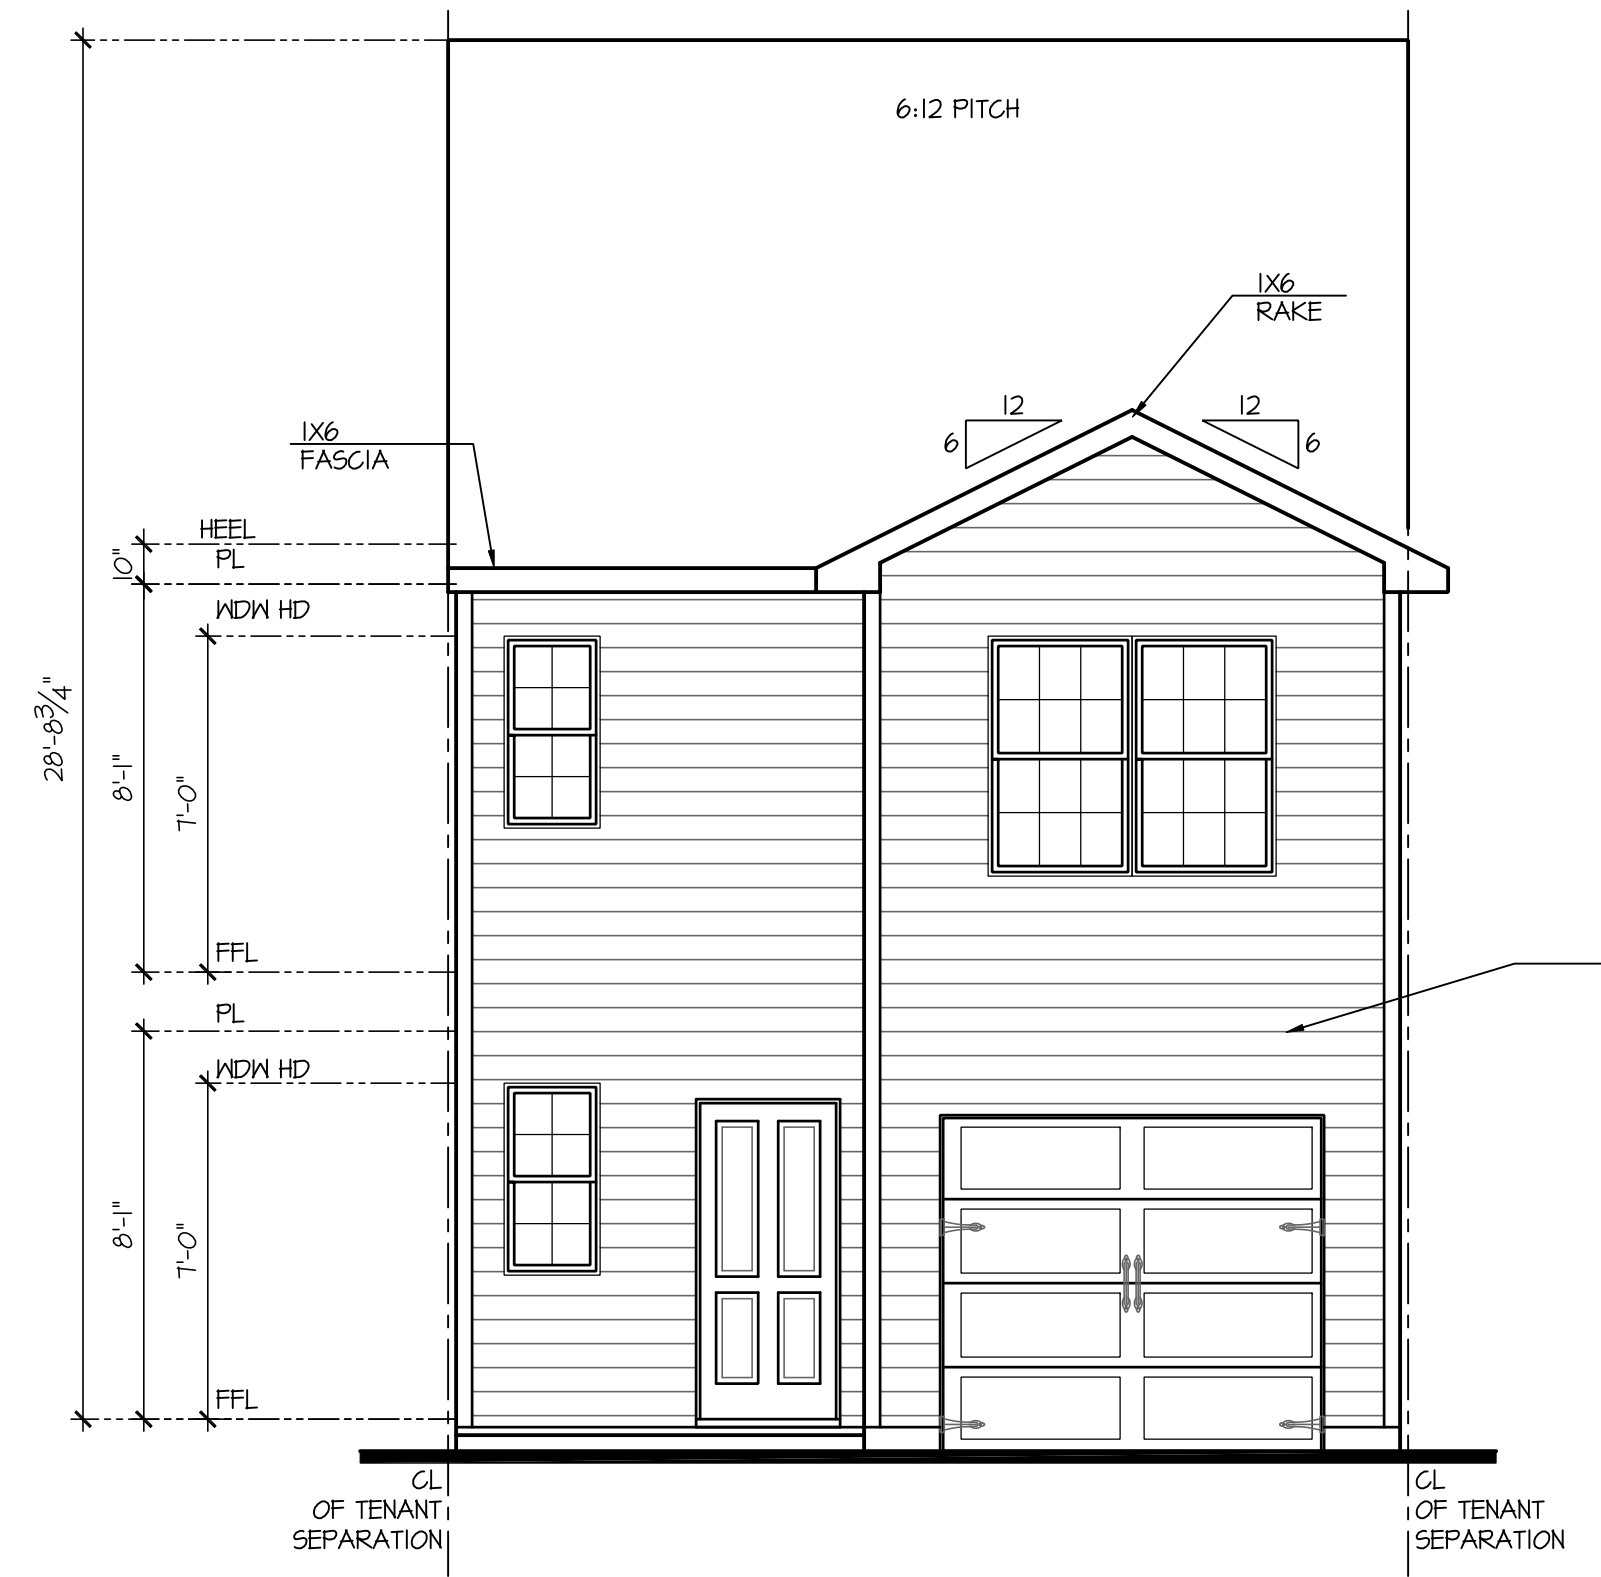 6:12 PITCH
1X6
RAKE
12
6
12
6
1X6
FASCIA
HEEL
PL
10"
WDW HD
28'-8¾"
8'-1"
7'-0"
FFL
PL
WDW HD
8'-1"
7'-0"
FFL
CL
OF TENANT
SEPARATION
CL
OF TENANT
SEPARATION